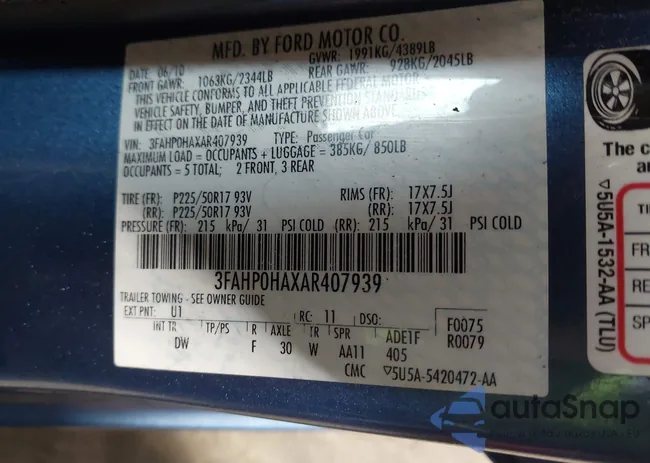 MFD. BY FORD MOTOR CO.
DATE: 06/10 GVWR: 1991KG/4389LB
FRONT GAWR: 1063KG/2344LB REAR GAWR: 928KG/2045LB
THIS VEHICLE CONFORMS TO ALL APPLICABLE FEDERAL MOTOR
VEHICLE SAFETY, BUMPER, AND THEFT PREVENTION STANDARDS
IN EFFECT ON THE DATE OF MANUFACTURE SHOWN ABOVE.
VIN: 3FAHP0HAXAR407939 TYPE: Passenger Car
MAXIMUM LOAD = OCCUPANTS + LUGGAGE = 385KG/ 850LB
OCCUPANTS = 5 TOTAL; 2 FRONT, 3 REAR
TIRE (FR): P225/50R17 93V RIMS (FR): 17X7.5J
(RR): P225/50R17 93V (RR): 17X7.5J
PRESSURE (FR): 215 kPa/ 31 PSI COLD (RR): 215 kPa/ 31 PSI COLD
3FAHP0HAXAR407939
TRAILER TOWING - SEE OWNER GUIDE
EXT PNT: U1 RC: 11 DSO:
INT TR TP/PS R AXLE TR SPR ADE1F F0075
DW F 30 W AA11 405 R0079
CMC ▽5U5A-5420472-AA
▽5U5A-1532-AA (TLU)
The c
an
TI
FR
RE
SP
autoSnap